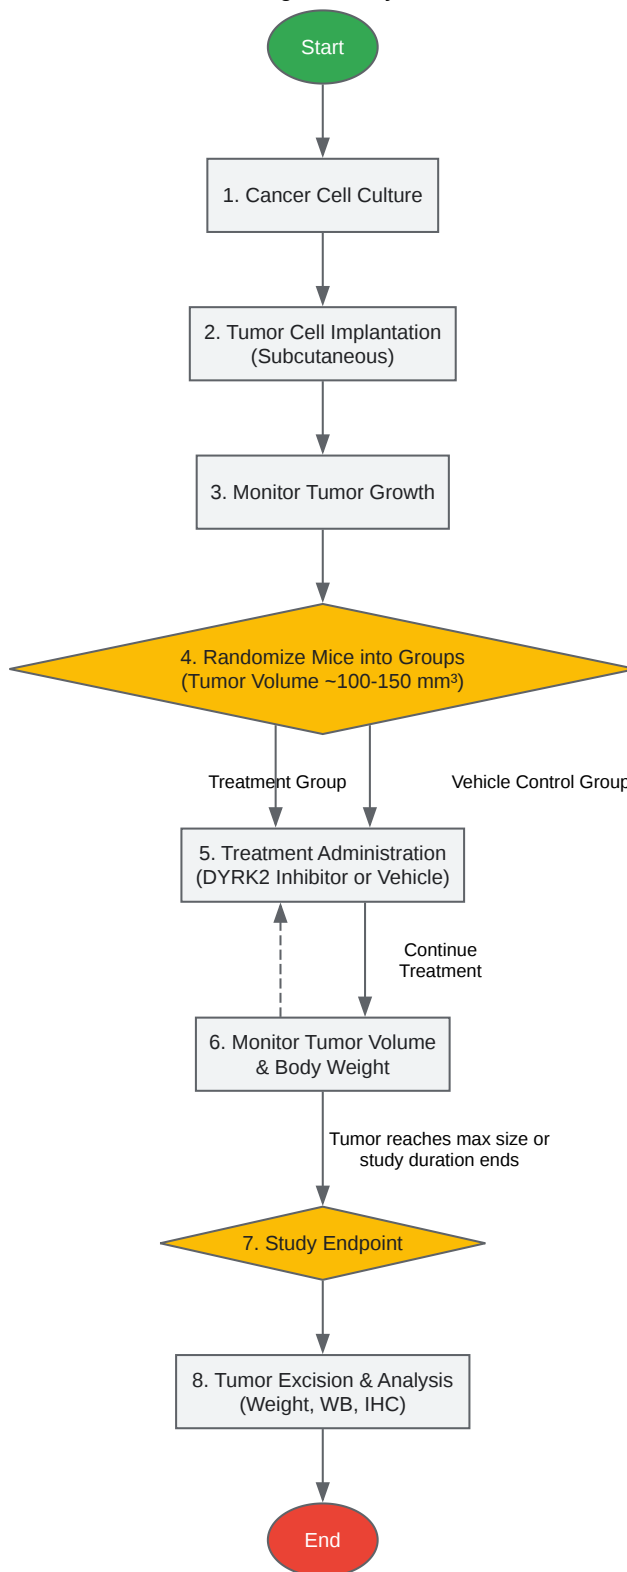 Start
1. Cancer Cell Culture
2. Tumor Cell Implantation
(Subcutaneous)
3. Monitor Tumor Growth
4. Randomize Mice into Groups
(Tumor Volume ~100-150 mm³)
Treatment Group
Vehicle Control Group
5. Treatment Administration
(DYRK2 Inhibitor or Vehicle)
Continue
Treatment
6. Monitor Tumor Volume
& Body Weight
Tumor reaches max size or
study duration ends
7. Study Endpoint
8. Tumor Excision & Analysis
(Weight, WB, IHC)
End